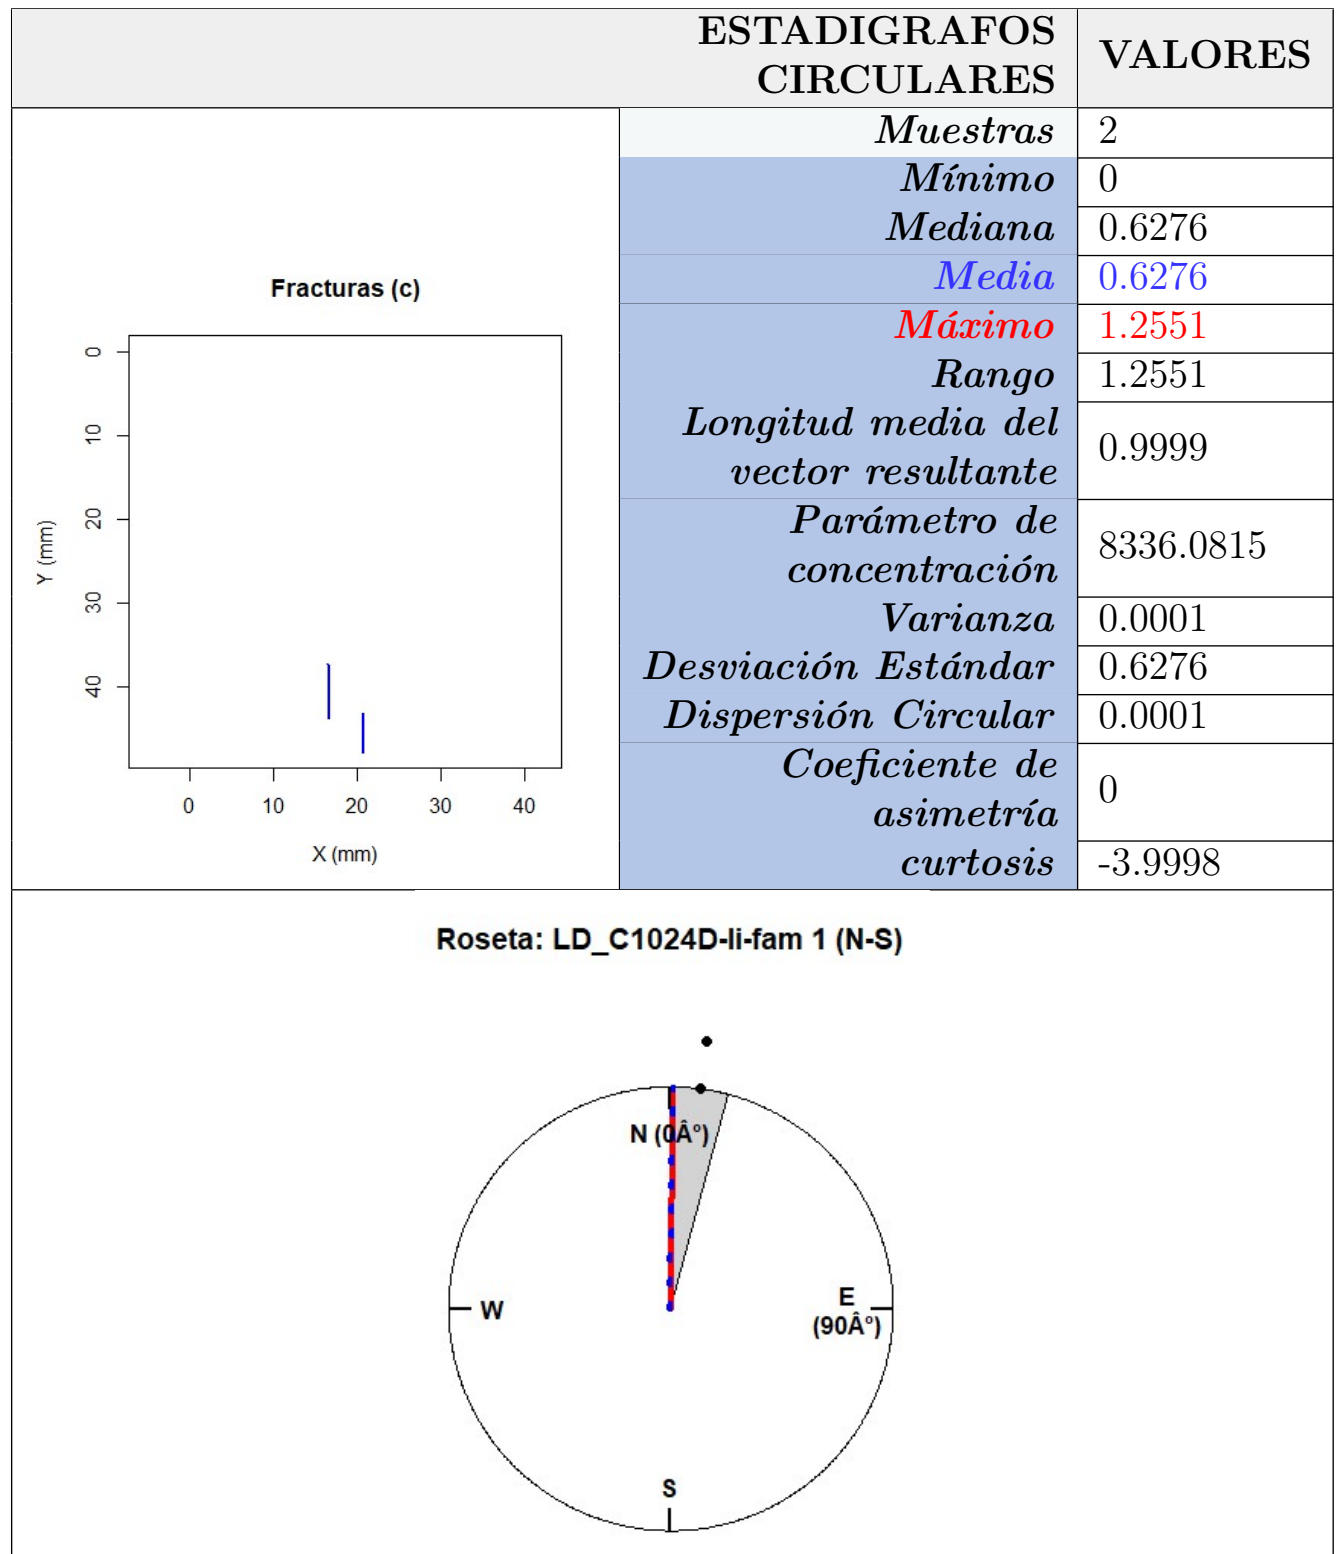 ESTADIGRAFOS
CIRCULARES
VALORES
Muestras 2
Mínimo 0
Mediana 0.6276
Media 0.6276
Máximo 1.2551
Rango 1.2551
Longitud media del
vector resultante
0.9999
Parámetro de
concentración
8336.0815
Varianza 0.0001
Desviación Estándar 0.6276
Dispersión Circular 0.0001
Coeficiente de
asimetría
0
curtosis -3.9998
Fracturas (c)
0
10
20
30
40
Y (mm)
0 10 20 30 40
X (mm)
Roseta: LD_C1024D-li-fam 1 (N-S)
N (0Âº)
W
E
(90Âº)
S